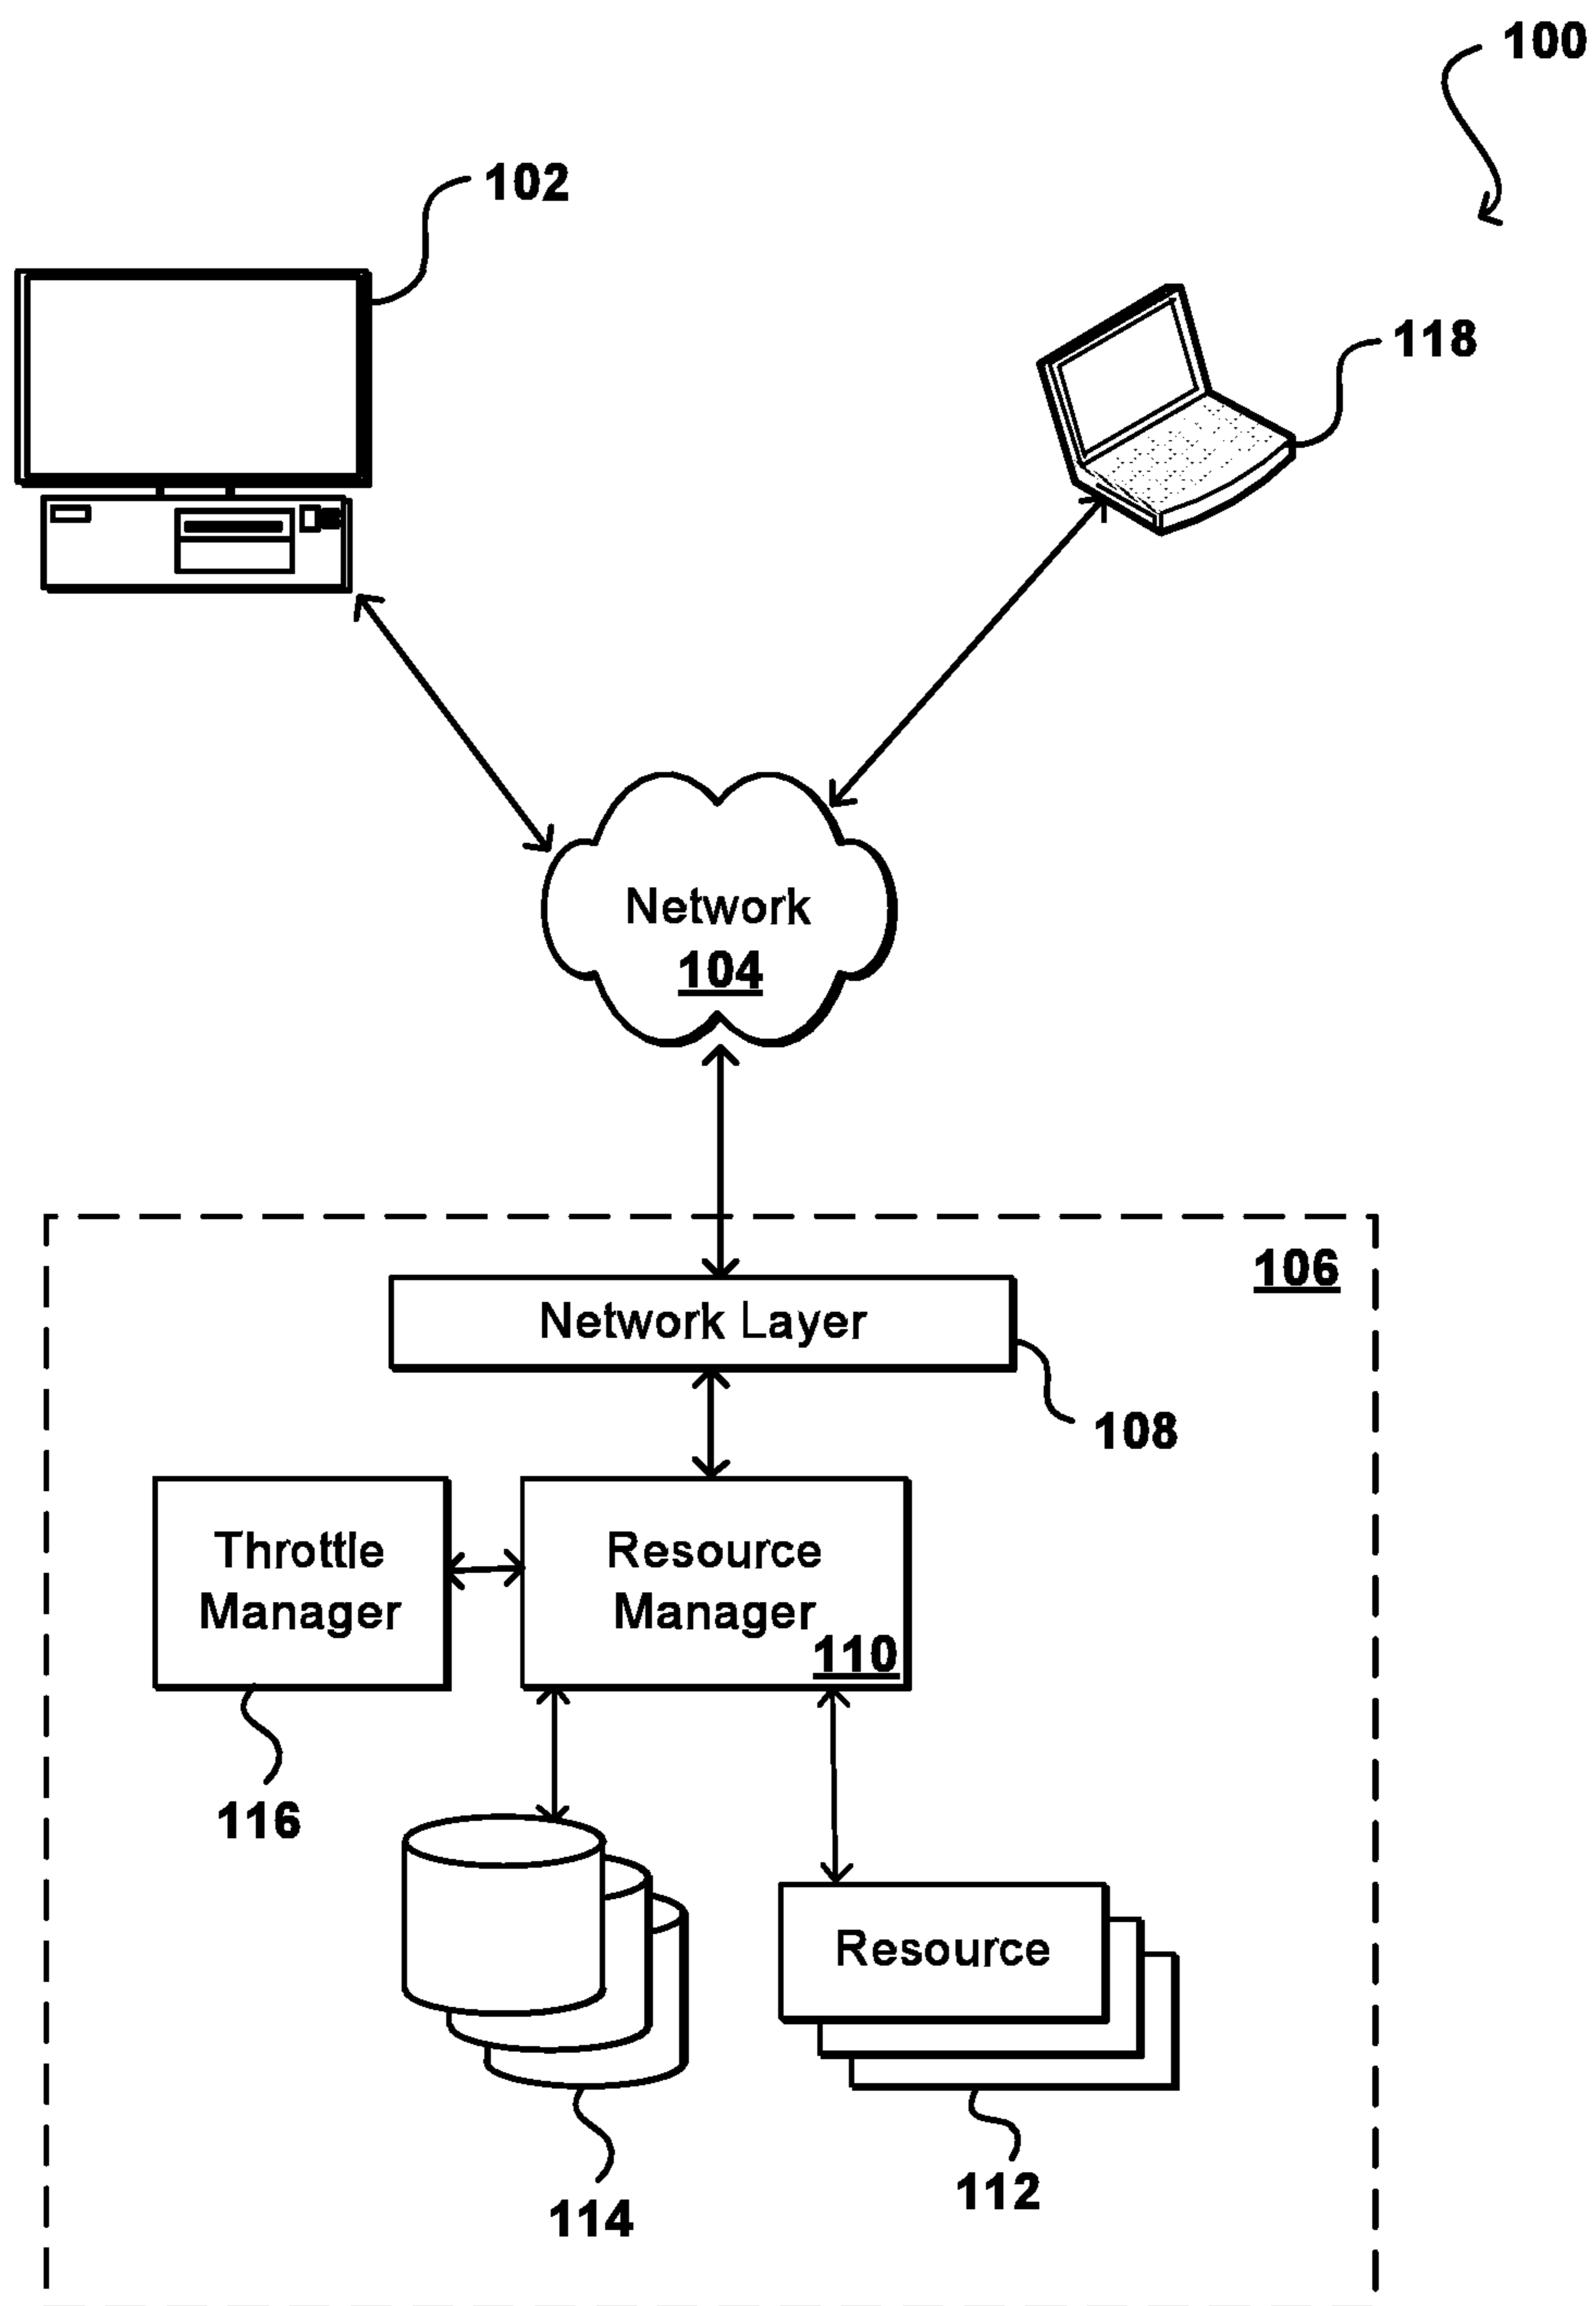 100
102
118
Network
104
106
Network Layer
108
Throttle
Manager
Resource
Manager
110
116
Resource
112
114